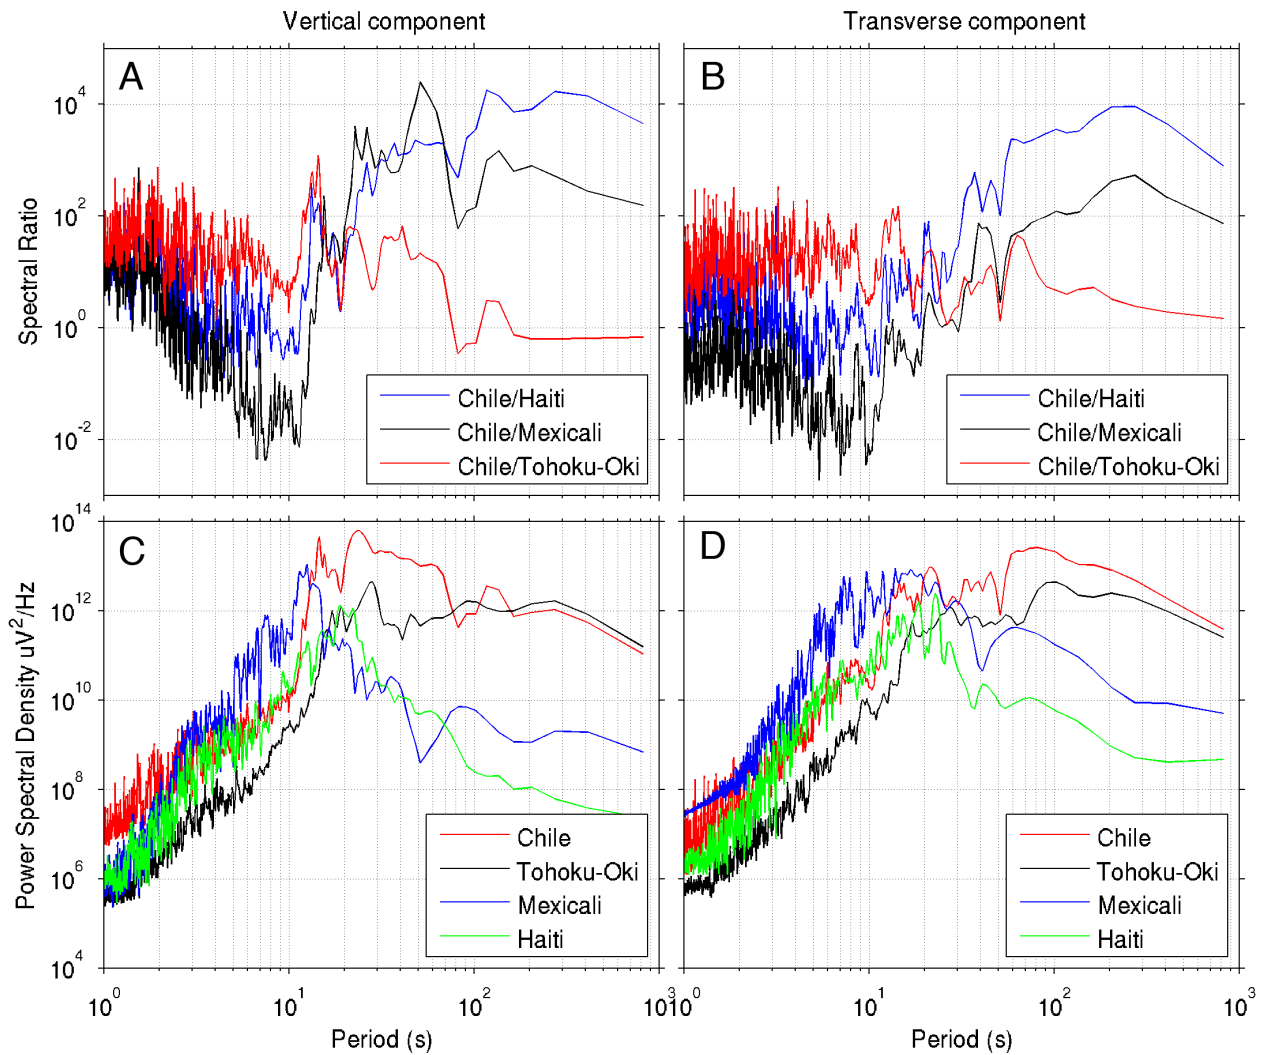 Vertical component
Transverse component
A
B
Spectral Ratio
10^4
10^2
10^0
10^-2
Chile/Haiti
Chile/Mexicali
Chile/Tohoku-Oki
Chile/Haiti
Chile/Mexicali
Chile/Tohoku-Oki
C
D
Power Spectral Density uV^2/Hz
10^14
10^12
10^10
10^8
10^6
10^4
Chile
Tohoku-Oki
Mexicali
Haiti
Chile
Tohoku-Oki
Mexicali
Haiti
10^0
10^1
10^2
10^3
10^0
10^1
10^2
10^3
Period (s)
Period (s)